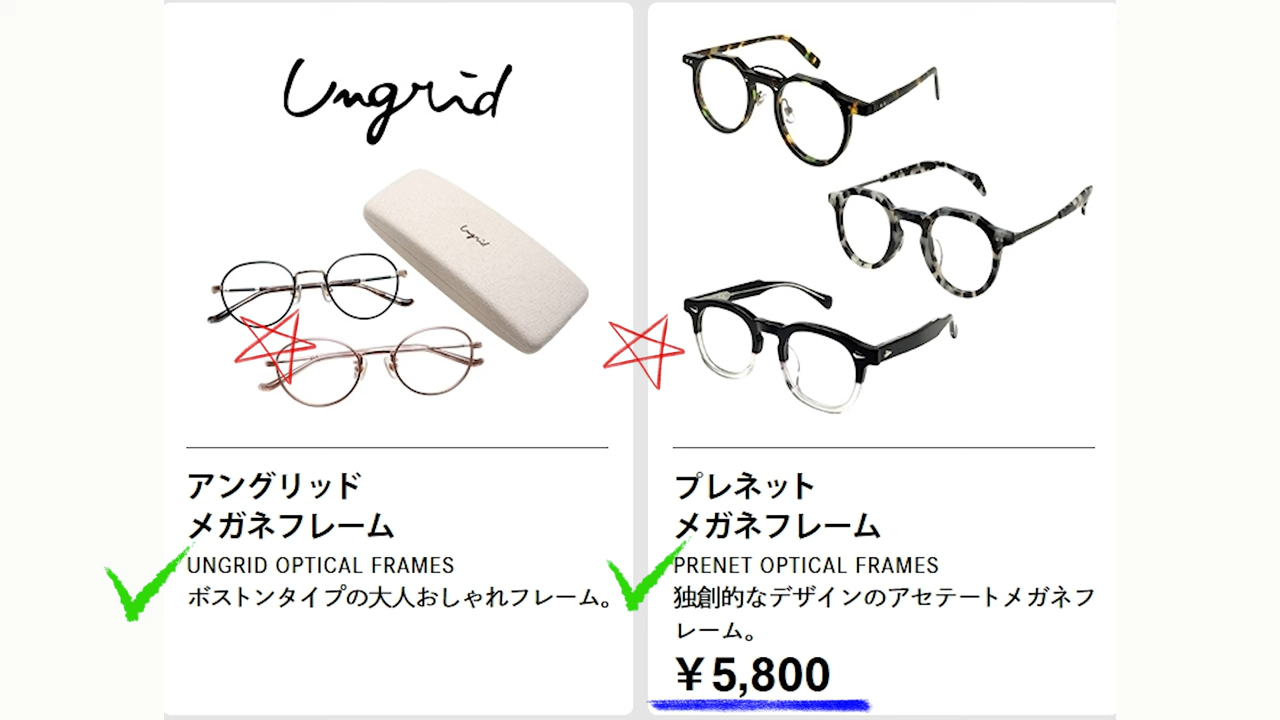 Ungrid
Ungrid
アングリッド
メガネフレーム
UNGRID OPTICAL FRAMES
ボストンタイプの大人おしゃれフレーム。
プレネット
メガネフレーム
PRENET OPTICAL FRAMES
独創的なデザインのアセテートメガネフ
レーム。
￥5,800